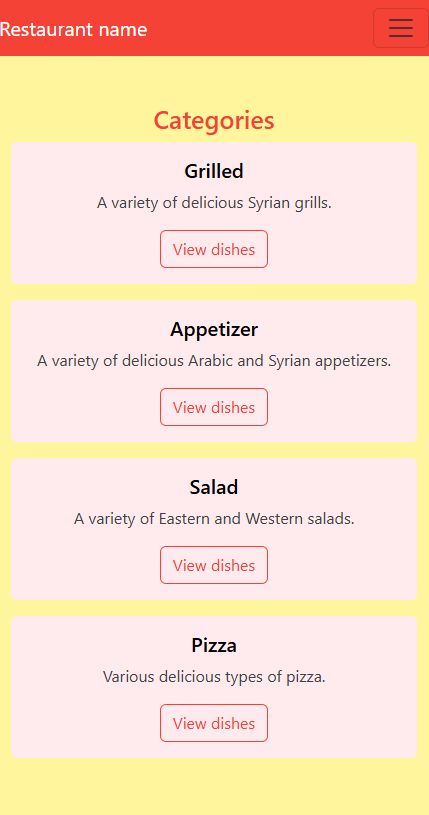 Restaurant name
Categories
Grilled
A variety of delicious Syrian grills.
View dishes
Appetizer
A variety of delicious Arabic and Syrian appetizers.
View dishes
Salad
A variety of Eastern and Western salads.
View dishes
Pizza
Various delicious types of pizza.
View dishes